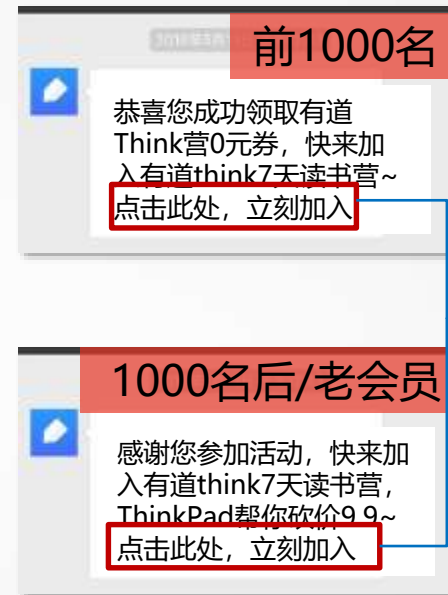 前1000名
恭喜您成功领取有道
Think营0元券，快来加
入有道think7天读书营~
点击此处，立刻加入
1000名后/老会员
感谢您参加活动，快来加
入有道think7天读书营，
ThinkPad帮你砍价9.9~
点击此处，立刻加入